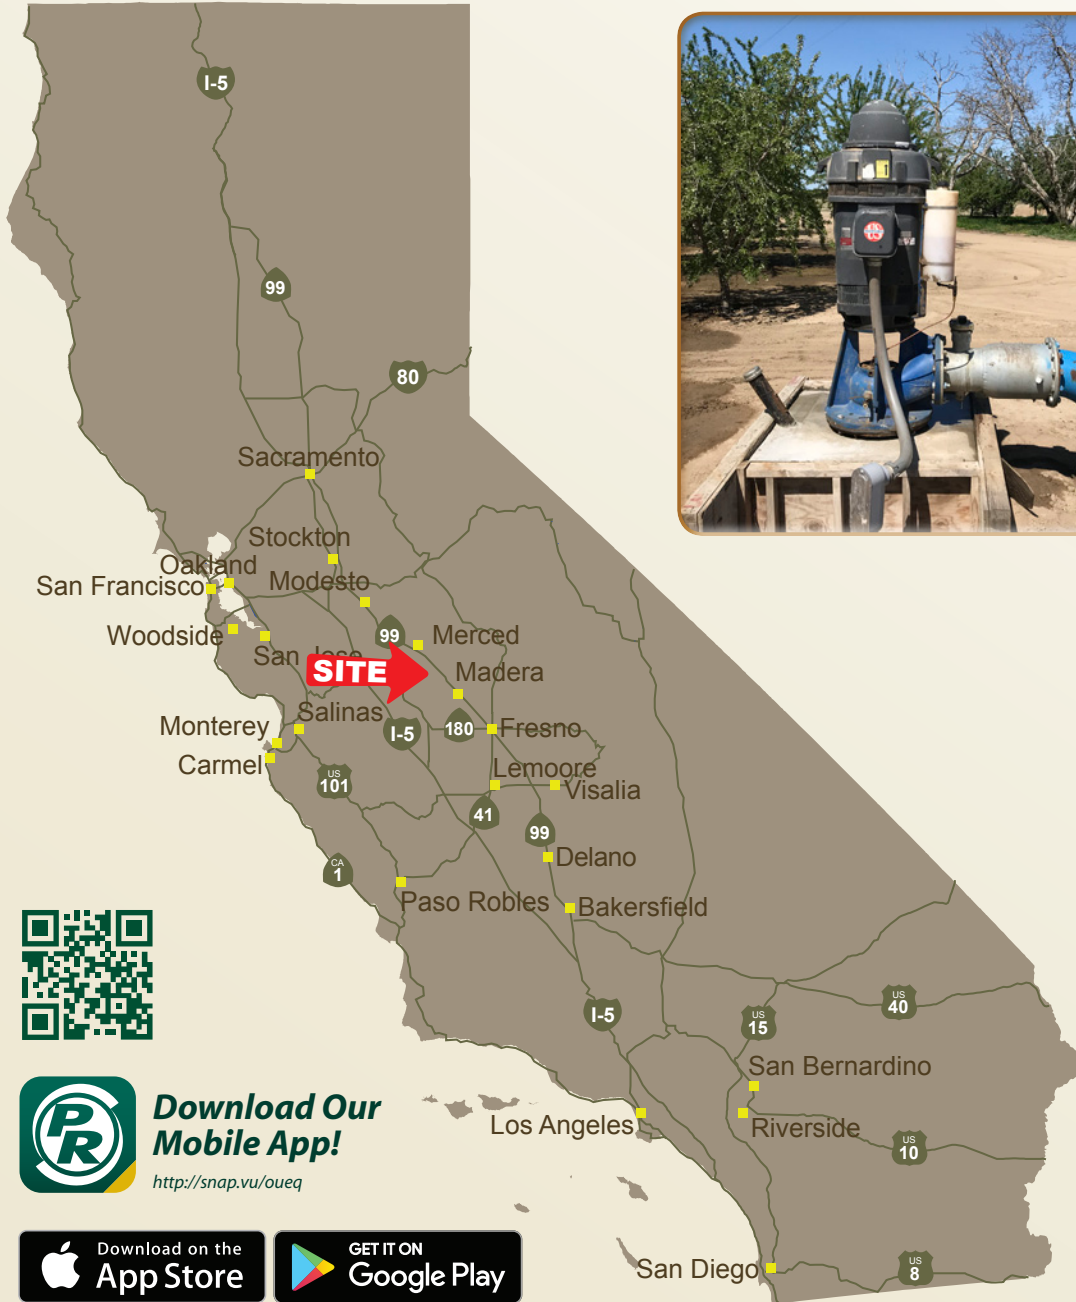 I-5
99
80
Sacramento
Stockton
Oakland
San Francisco
Modesto
Woodside
San Jose
99
Merced
SITE
Madera
Salinas
Monterey
I-5
180
Fresno
Carmel
Lemoore
US
101
Visalia
41
99
CA
1
Delano
Paso Robles
Bakersfield
I-5
US
15
US
40
San Bernardino
Los Angeles
Riverside
US
10
San Diego
US
8
PR
Download Our
Mobile App!
http://snap.vu/oueq
Download on the
App Store
GET IT ON
Google Play